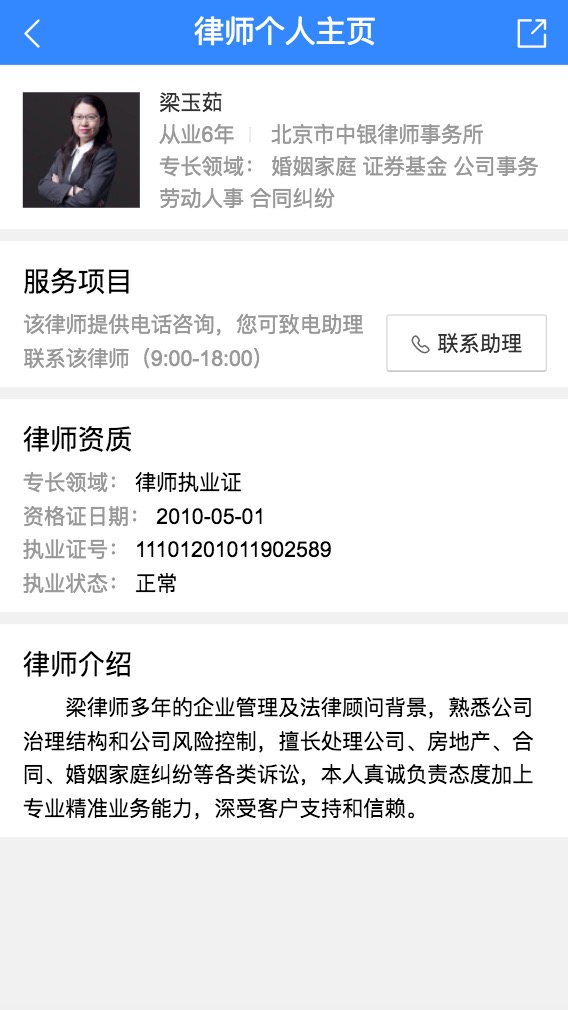 律师个人主页
梁玉茹
从业6年 北京市中银律师事务所
专长领域： 婚姻家庭 证券基金 公司事务
劳动人事 合同纠纷
服务项目
该律师提供电话咨询，您可致电助理
联系该律师（9:00-18:00）
联系助理
律师资质
专长领域： 律师执业证
资格证日期： 2010-05-01
执业证号： 11101201011902589
执业状态： 正常
律师介绍
梁律师多年的企业管理及法律顾问背景，熟悉公司
治理结构和公司风险控制，擅长处理公司、房地产、合
同、婚姻家庭纠纷等各类诉讼，本人真诚负责态度加上
专业精准业务能力，深受客户支持和信赖。